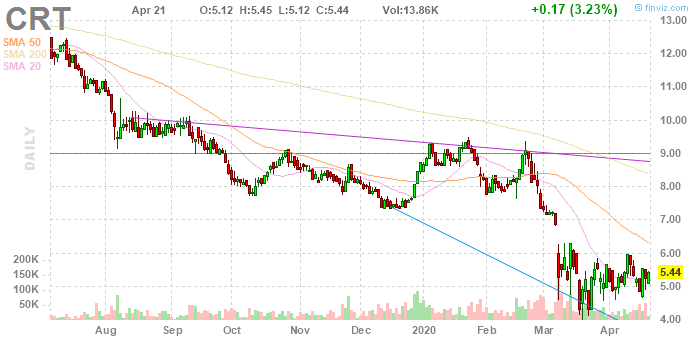 CRT Apr 21 O:5.12 H:5.45 L:5.12 C:5.44 Vol:13.86K +0.17 (3.23%) © finviz.com
SMA 50
SMA 200
SMA 20
DAILY
13.00
12.00
11.00
10.00
9.00
8.00
7.00
6.00
5.44
5.00
4.00
200K
150K
100K
50K
Aug Sep Oct Nov Dec 2020 Feb Mar Apr